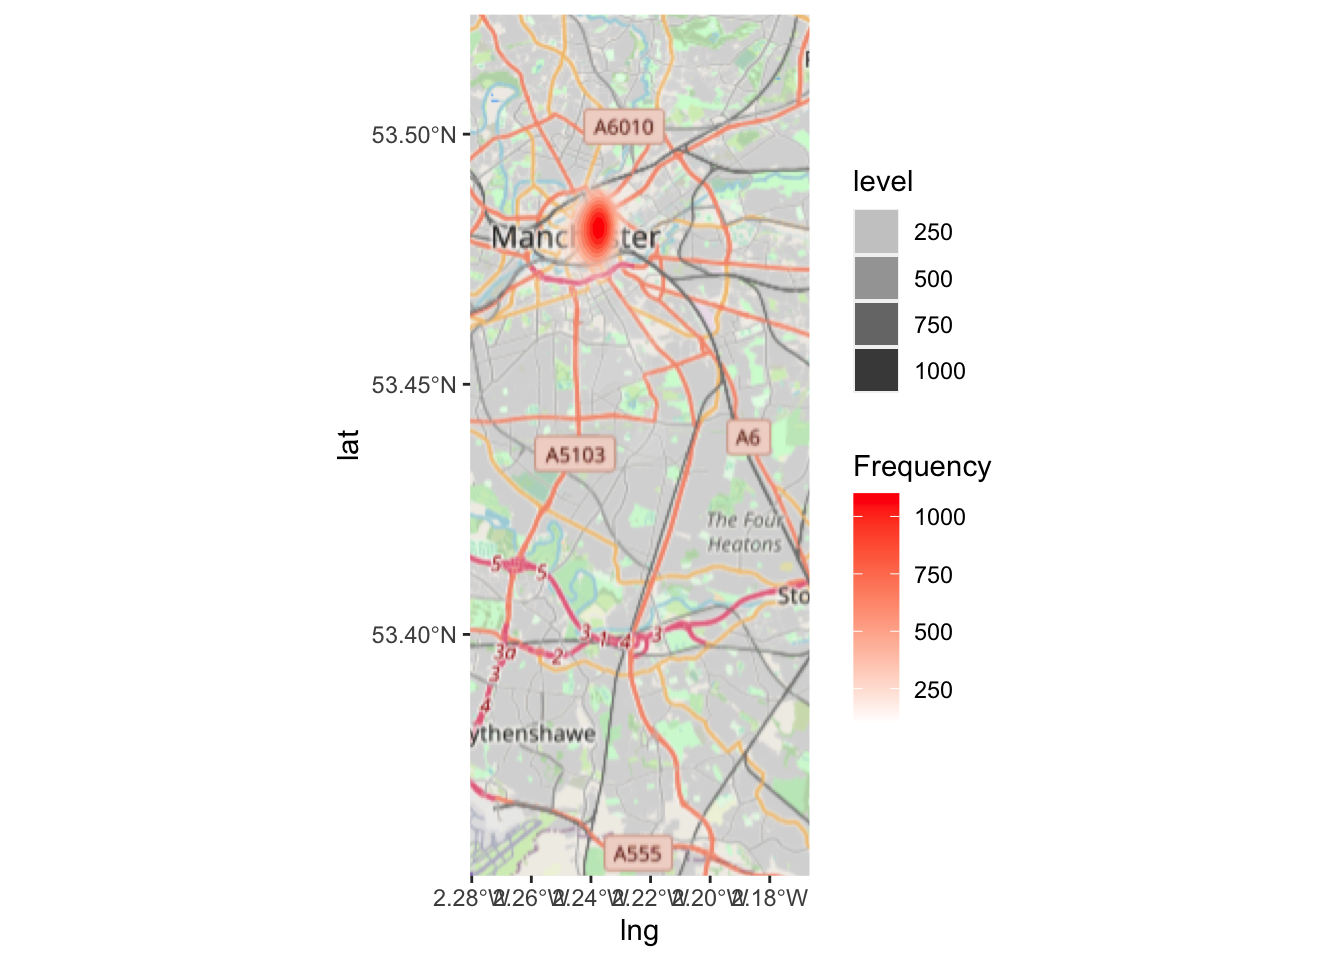 A6010
53.50°N
Manc ster
level
250
500
750
1000
53.45°N
A6
A5103
lat
Frequency
1000
750
500
250
The Four
Heatons
5
5
Sto
3 1 4 3
53.40°N
3a 2
3
4
ythenshawe
A555
2.28°W 2.26°W 2.24°W 2.22°W 2.20°W 2.18°W
lng